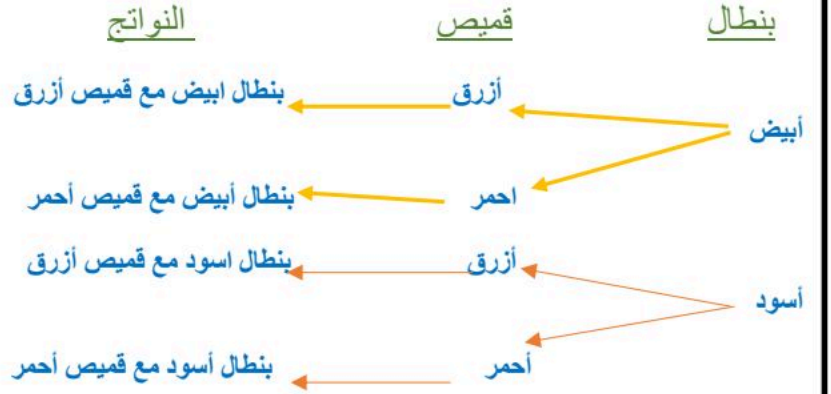 بنطال قميص النواتج
أزرق بنطال ابيض مع قميص أزرق
أبيض
احمر بنطال أبيض مع قميص أحمر
أزرق بنطال اسود مع قميص أزرق
أسود
أحمر بنطال أسود مع قميص أحمر